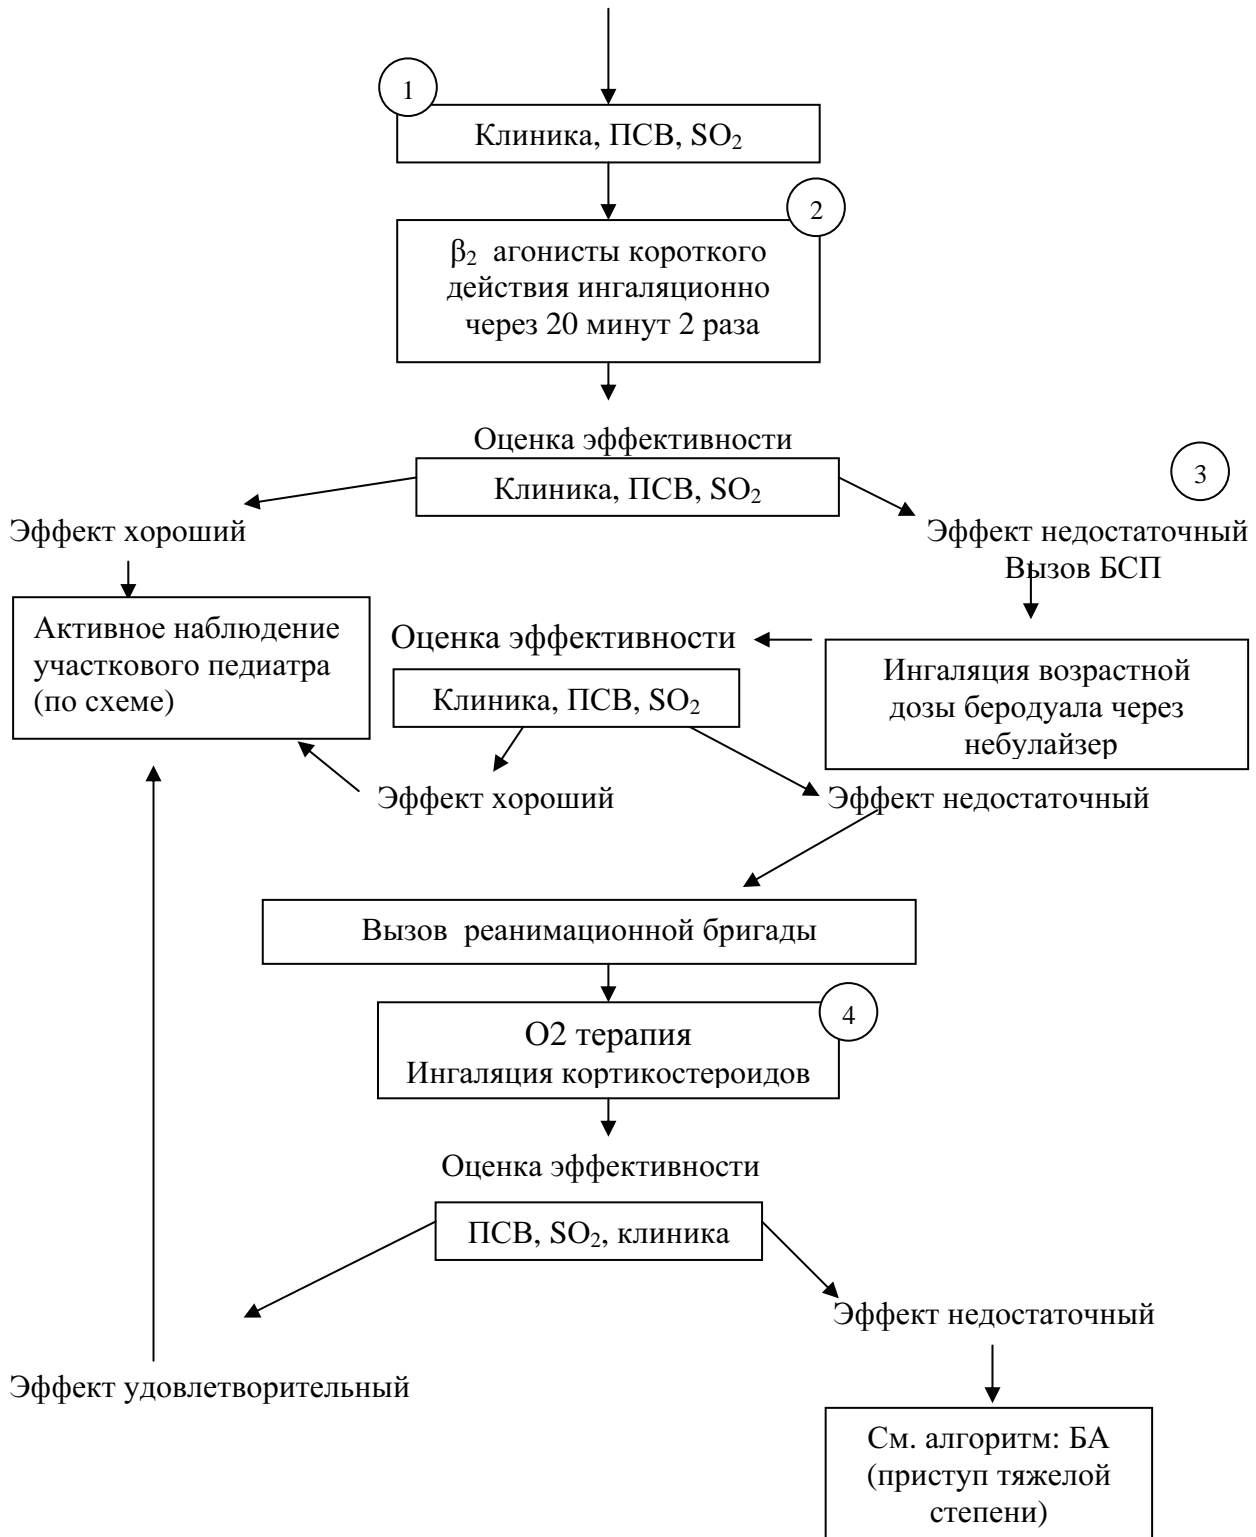 1
Клиника, ПСВ, SO₂
2
β₂ агонисты короткого
действия ингаляционно
через 20 минут 2 раза
Оценка эффективности
Клиника, ПСВ, SO₂
3
Эффект хороший
Эффект недостаточный
Вызов БСП
Активное наблюдение
участкового педиатра
(по схеме)
Оценка эффективности
Клиника, ПСВ, SO₂
Ингаляция возрастной
дозы беродуала через
небулайзер
Эффект хороший
Эффект недостаточный
Вызов реанимационной бригады
4
О2 терапия
Ингаляция кортикостероидов
Оценка эффективности
ПСВ, SO₂, клиника
Эффект недостаточный
Эффект удовлетворительный
См. алгоритм: БА
(приступ тяжелой
степени)